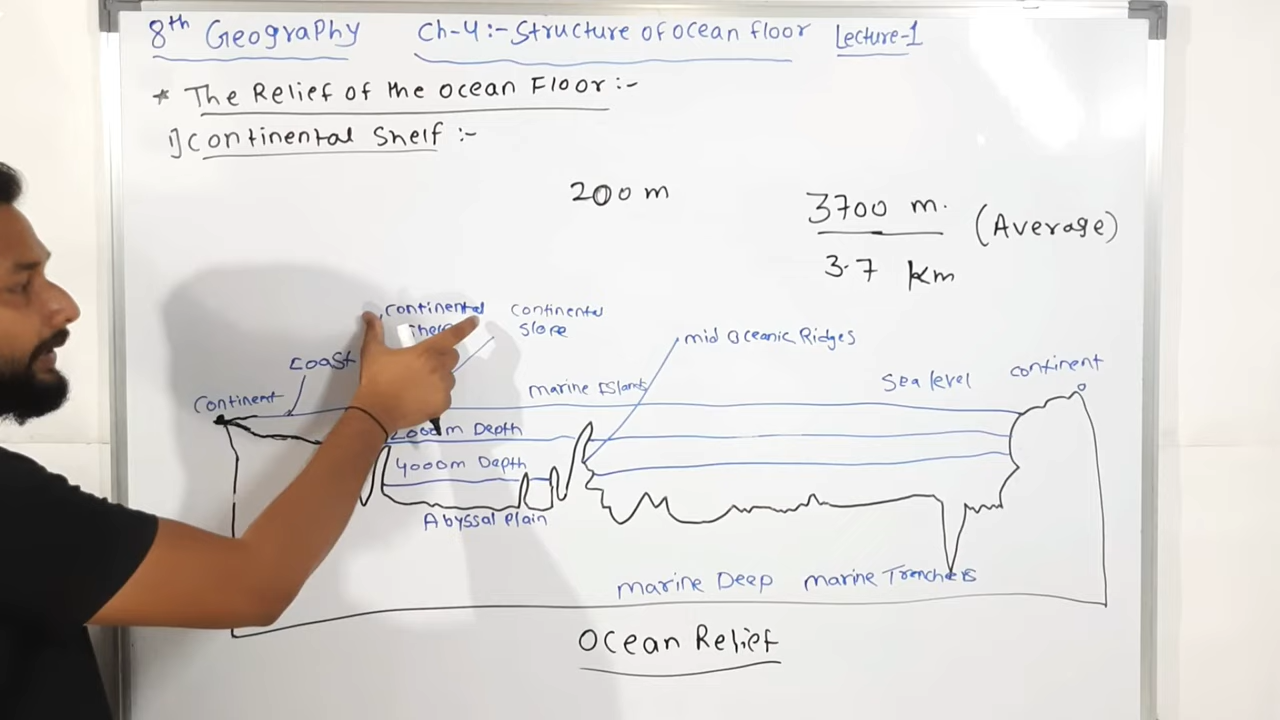 8th Geography Ch-4:- Structure of ocean floor Lecture-1
* The Relief of the Ocean Floor:-
1] Continental Shelf :-
200 m
3700 m. (Average)
3.7 km
Continental
Continental
Slope
mid Oceanic Ridges
Coast
Continent
marine Islands
Sea level
continent
2000m Depth
4000m Depth
Abyssal Plain
marine Deep marine Trenches
Ocean Relief